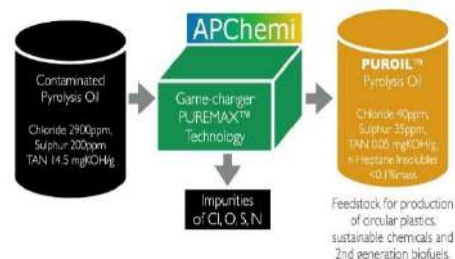 APChemi
Contaminated
Pyrolysis Oil
Chloride 2900ppm,
Sulphur 200ppm
TAN 14.5 mgKOH/g
Game-changer
PUREMAX™
Technology
Impurities
of Cl, O, S, N
PUROIL™
Pyrolysis Oil
Chloride 40ppm,
Sulphur 35ppm,
TAN 0.05 mgKOH/g,
n-Heptane Insolubles
<0.1%mass
Feedstock for production
of circular plastics,
sustainable chemicals and
2nd generation biofuels.